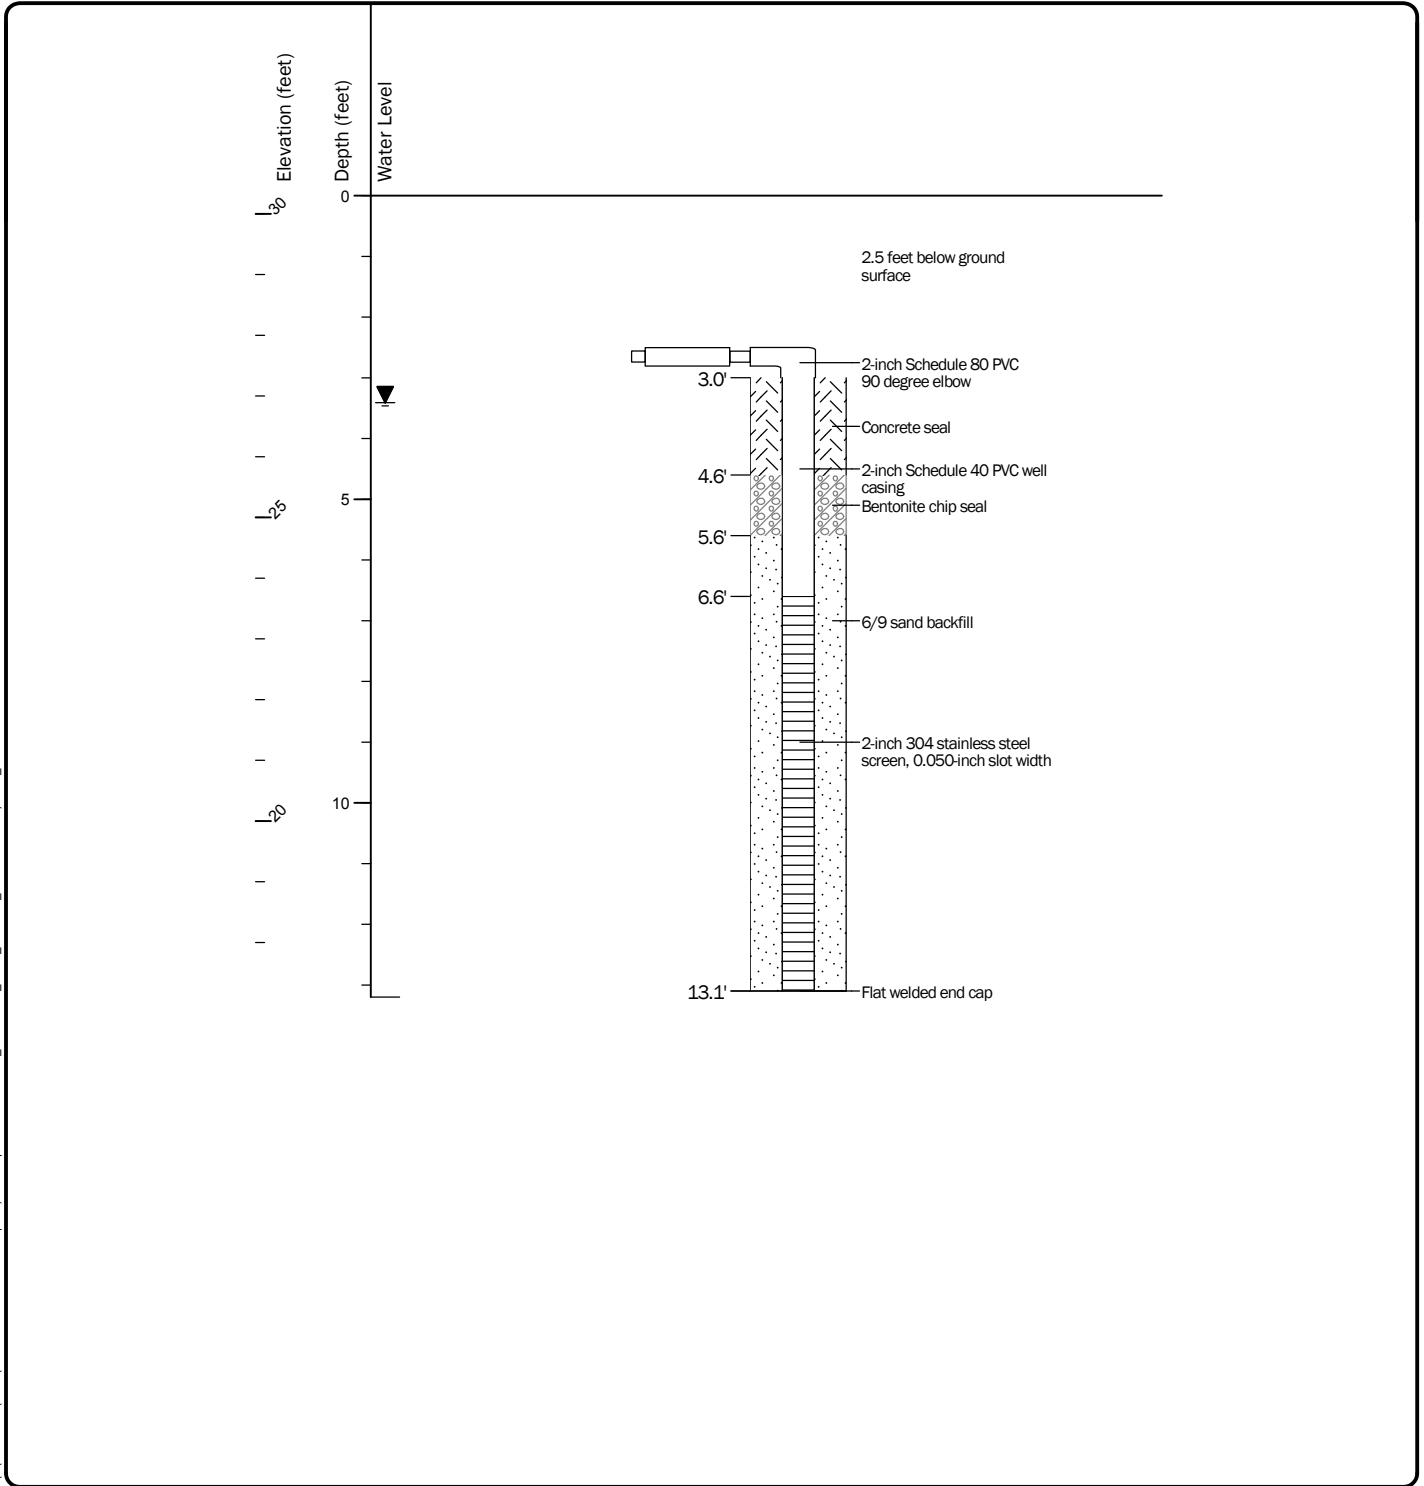 Elevation (feet)
Depth (feet)
Water Level
0
30
2.5 feet below ground
surface
2-inch Schedule 80 PVC
90 degree elbow
3.0'
Concrete seal
2-inch Schedule 40 PVC well
casing
4.6'
5
25
Bentonite chip seal
5.6'
6.6'
6/9 sand backfill
2-inch 304 stainless steel
screen, 0.050-inch slot width
10
20
13.1'
Flat welded end cap